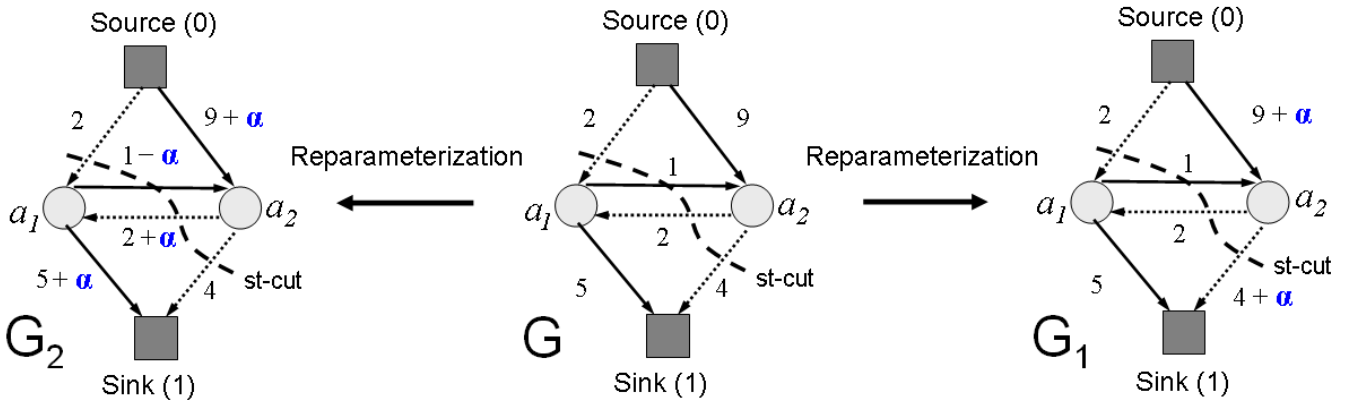 Source (0)
2
9 + α
1 − α
a1
a2
2 + α
5 + α
4
st-cut
G2
Sink (1)
Reparameterization
Source (0)
2
9
1
a1
a2
2
5
4
st-cut
G
Sink (1)
Reparameterization
Source (0)
2
9 + α
1
a1
a2
2
5
st-cut
4 + α
G1
Sink (1)